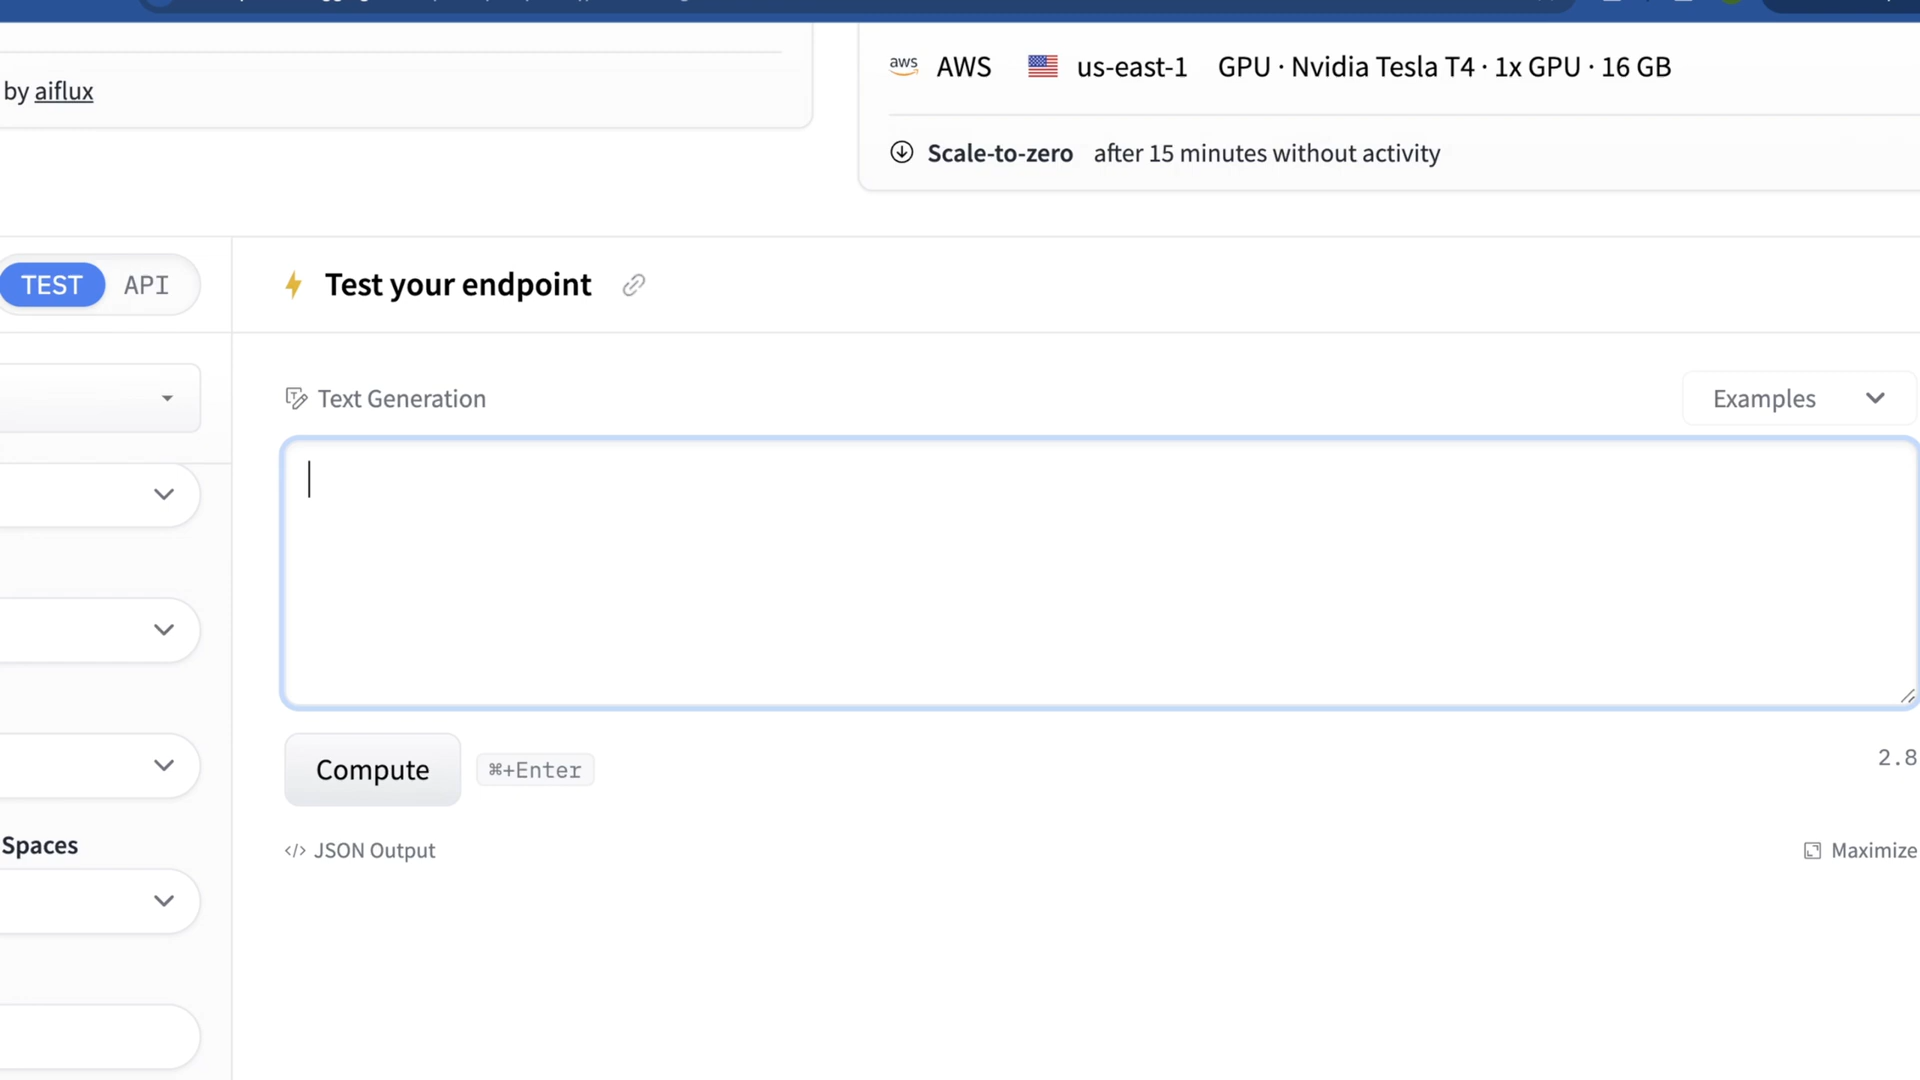 by aiflux
aws AWS us-east-1 GPU · Nvidia Tesla T4 · 1x GPU · 16 GB
Scale-to-zero after 15 minutes without activity
TEST API
Test your endpoint
Text Generation
Examples
Compute ⌘+Enter
2.8
Spaces
</> JSON Output
Maximize